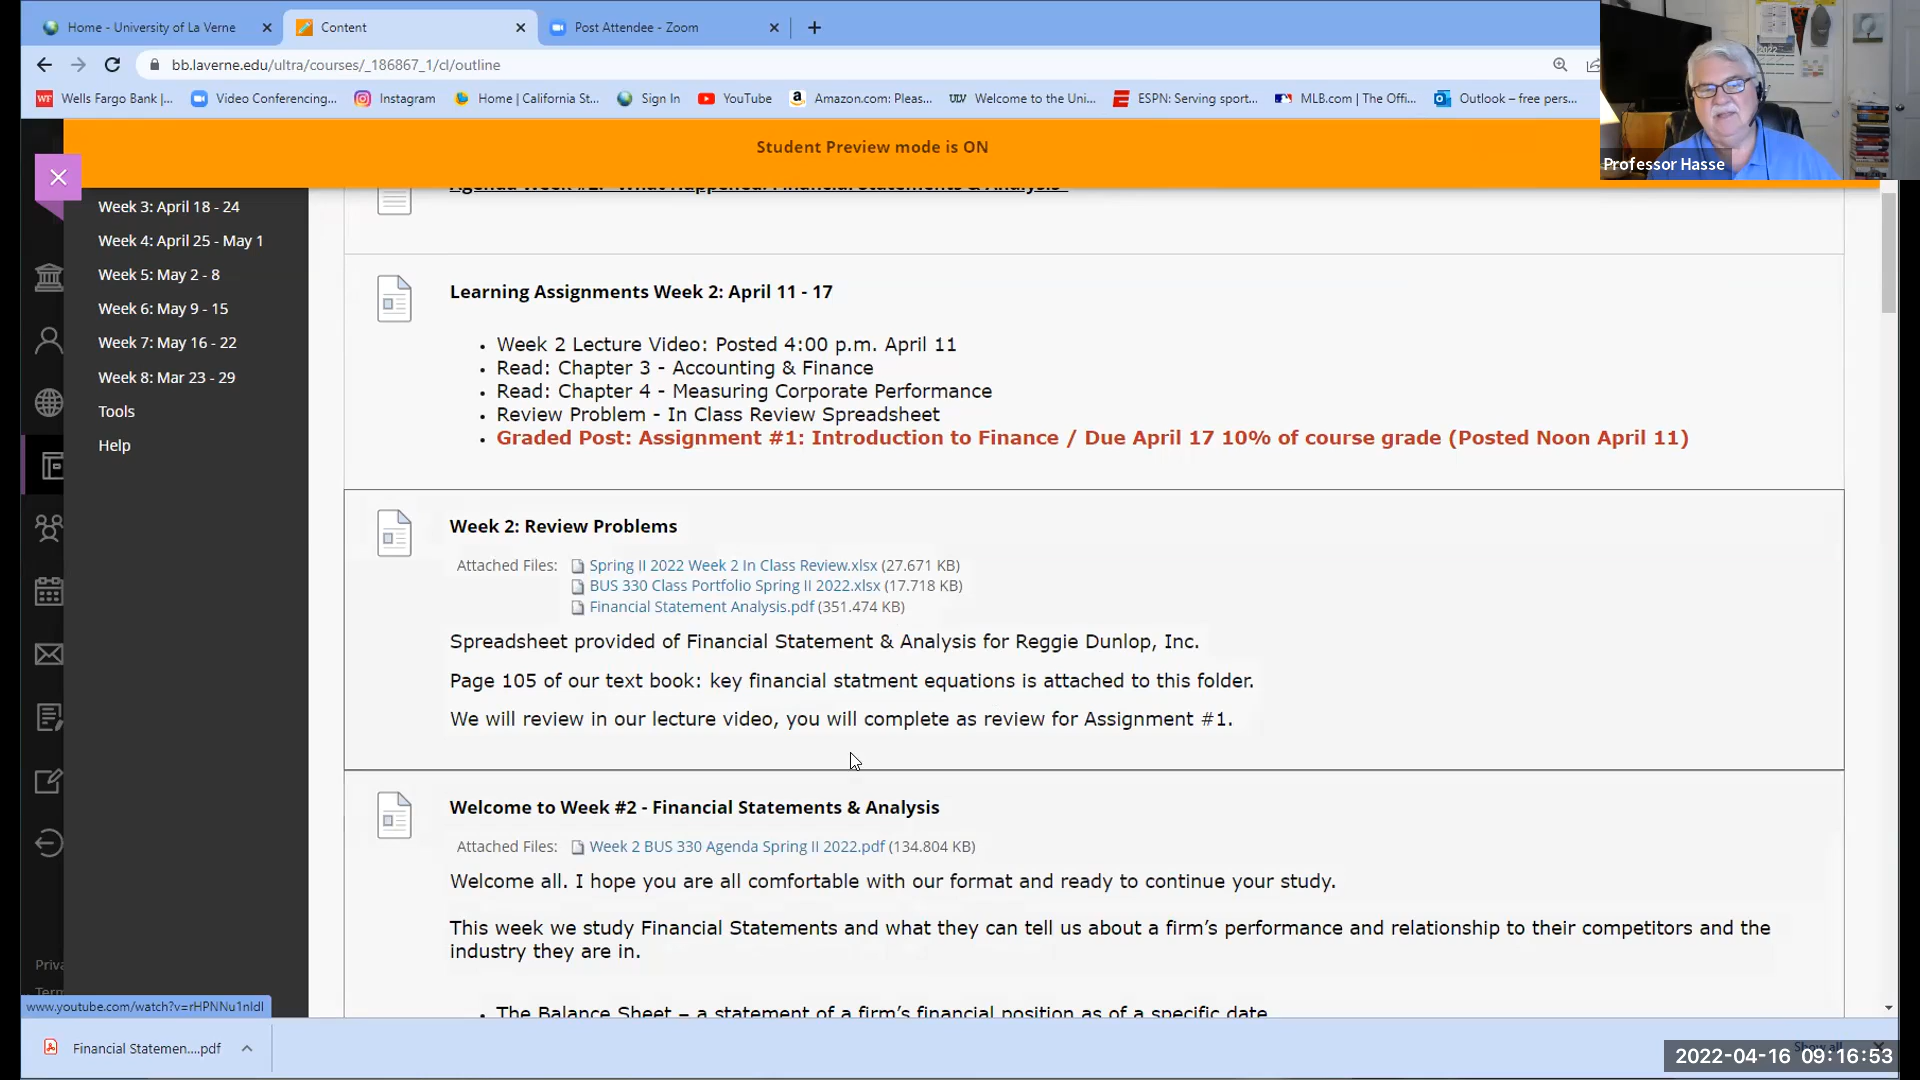 Home - University of La Verne
Content
Post Attendee - Zoom
bb.laverne.edu/ultra/courses/_186867_1/cl/outline
Wells Fargo Bank |...
Video Conferencing...
Instagram
Home | California St...
Sign In
YouTube
Amazon.com: Pleas...
Welcome to the Uni...
ESPN: Serving sport...
MLB.com | The Offi...
Outlook – free pers...
Student Preview mode is ON
Professor Hasse
Agenda Week #2: What Happened/Financial Statements & Analysis
Week 3: April 18 - 24
Week 4: April 25 - May 1
Week 5: May 2 - 8
Week 6: May 9 - 15
Week 7: May 16 - 22
Week 8: Mar 23 - 29
Tools
Help
Learning Assignments Week 2: April 11 - 17
• Week 2 Lecture Video: Posted 4:00 p.m. April 11
• Read: Chapter 3 - Accounting & Finance
• Read: Chapter 4 - Measuring Corporate Performance
• Review Problem - In Class Review Spreadsheet
• Graded Post: Assignment #1: Introduction to Finance / Due April 17 10% of course grade (Posted Noon April 11)
Week 2: Review Problems
Attached Files: Spring II 2022 Week 2 In Class Review.xlsx (27.671 KB)
BUS 330 Class Portfolio Spring II 2022.xlsx (17.718 KB)
Financial Statement Analysis.pdf (351.474 KB)
Spreadsheet provided of Financial Statement & Analysis for Reggie Dunlop, Inc.
Page 105 of our text book: key financial statment equations is attached to this folder.
We will review in our lecture video, you will complete as review for Assignment #1.
Welcome to Week #2 - Financial Statements & Analysis
Attached Files: Week 2 BUS 330 Agenda Spring II 2022.pdf (134.804 KB)
Welcome all. I hope you are all comfortable with our format and ready to continue your study.
This week we study Financial Statements and what they can tell us about a firm's performance and relationship to their competitors and the
industry they are in.
• The Balance Sheet – a statement of a firm's financial position as of a specific date
Priva
Term
www.youtube.com/watch?v=rHPNNu1nIdI
Financial Statemen....pdf
Show all
2022-04-16 09:16:53